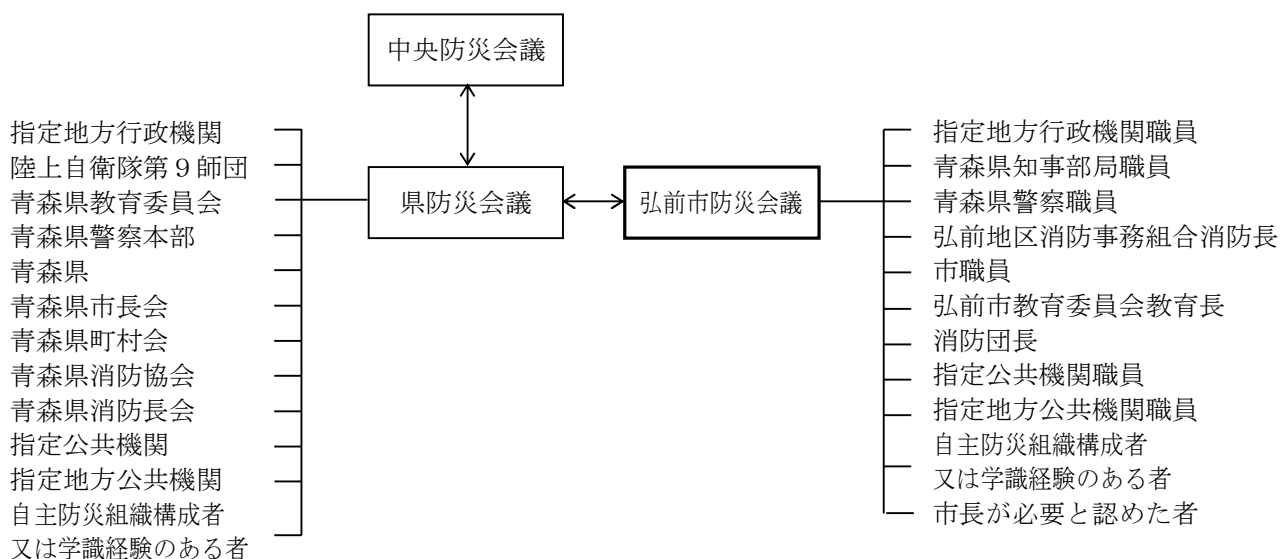 中央防災会議
指定地方行政機関
陸上自衛隊第９師団
青森県教育委員会
青森県警察本部
青森県
青森県市長会
青森県町村会
青森県消防協会
青森県消防長会
指定公共機関
指定地方公共機関
自主防災組織構成者
又は学識経験のある者
県防災会議
弘前市防災会議
指定地方行政機関職員
青森県知事部局職員
青森県警察職員
弘前地区消防事務組合消防長
市職員
弘前市教育委員会教育長
消防団長
指定公共機関職員
指定地方公共機関職員
自主防災組織構成者
又は学識経験のある者
市長が必要と認めた者